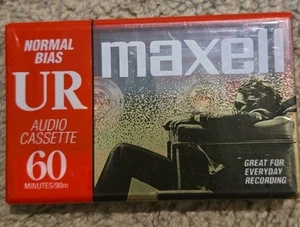 NORMAL
BIAS
UR
AUDIO
CASSETTE
60
MINUTES/90m
maxell
GREAT FOR
EVERYDAY
RECORDING